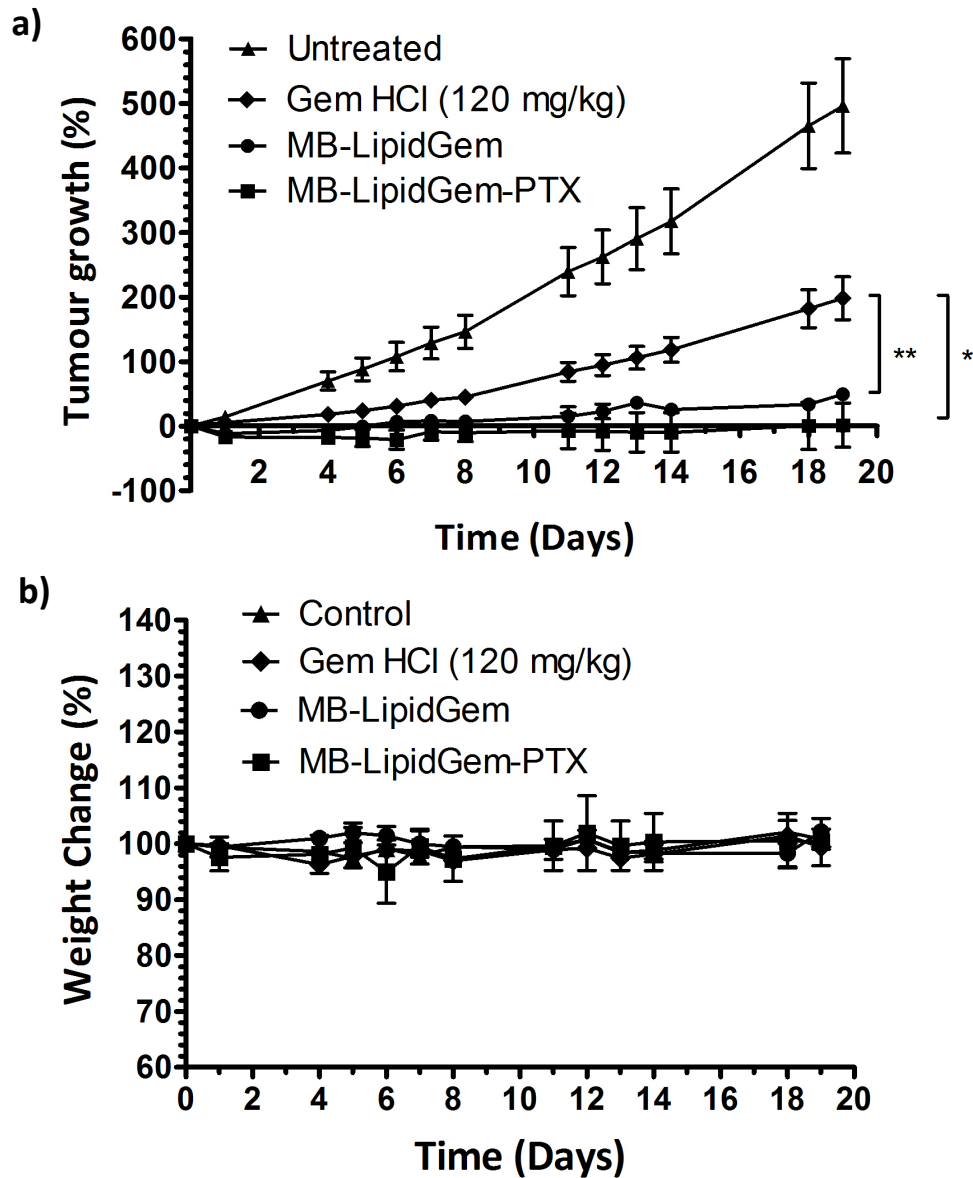 a)
600
500
400
300
200
100
0
-100
Tumour growth (%)
Untreated
Gem HCl (120 mg/kg)
MB-LipidGem
MB-LipidGem-PTX
**
*
2 4 6 8 10 12 14 16 18 20
Time (Days)
b)
140
130
120
110
100
90
80
70
60
Weight Change (%)
Control
Gem HCl (120 mg/kg)
MB-LipidGem
MB-LipidGem-PTX
0 2 4 6 8 10 12 14 16 18 20
Time (Days)